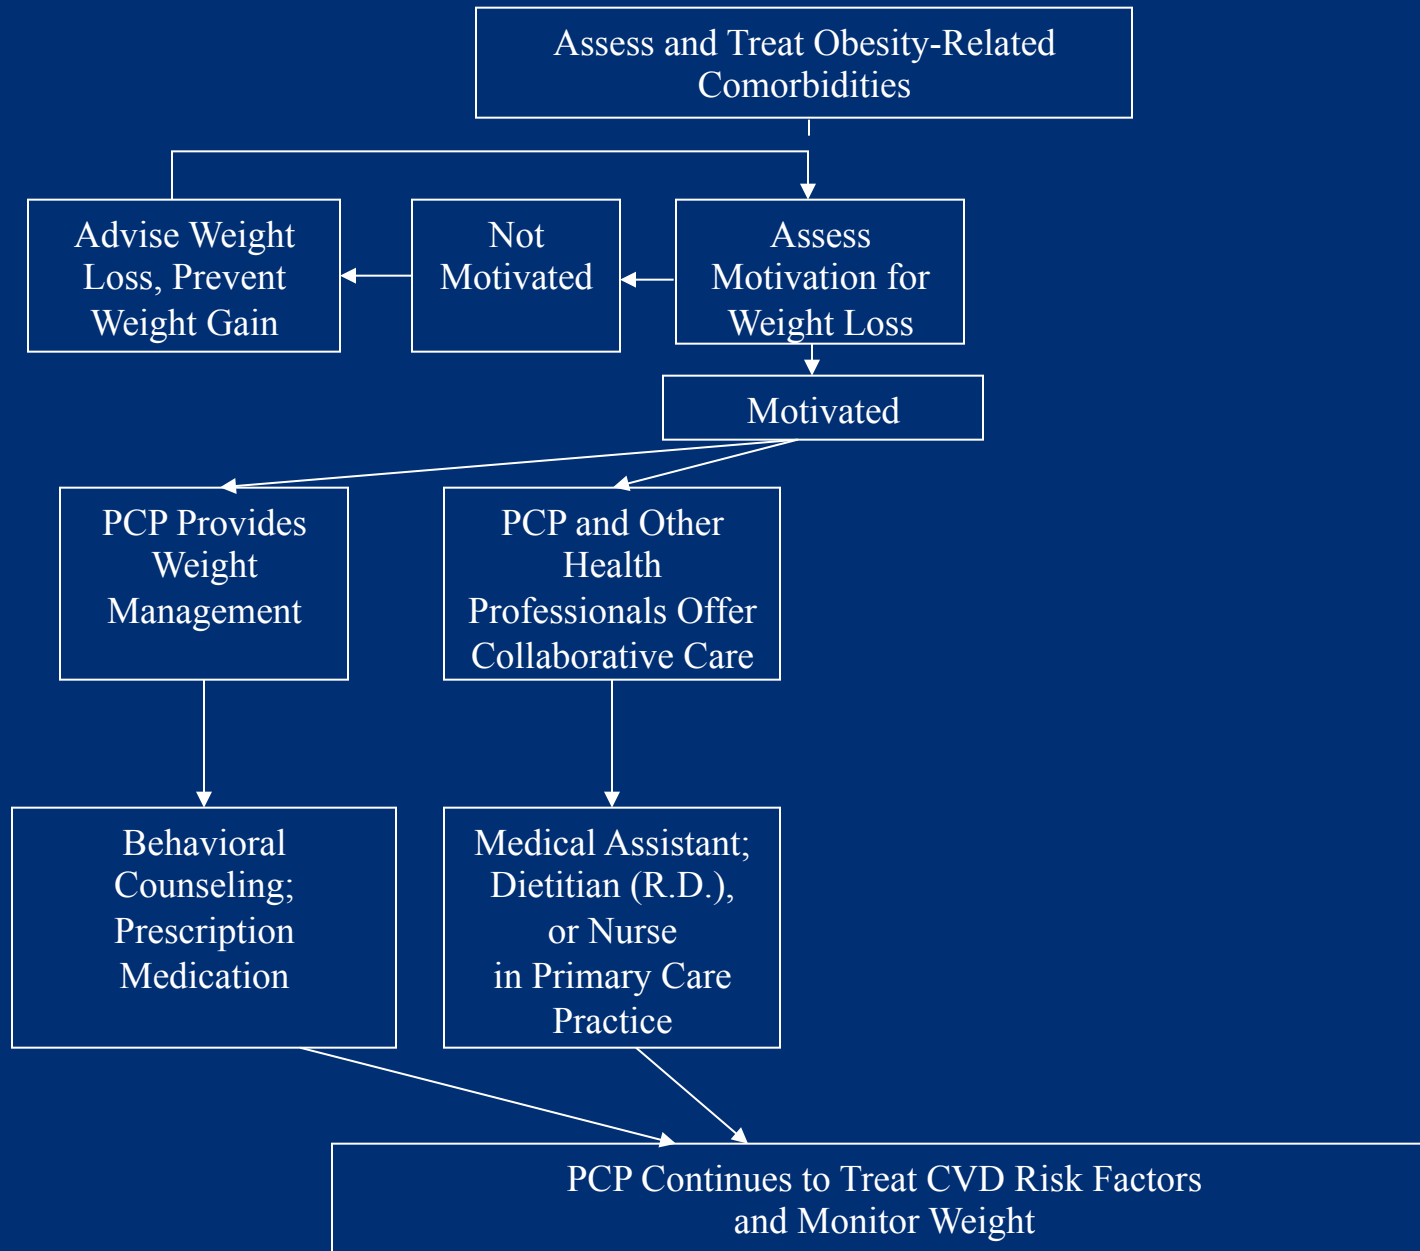 Assess and Treat Obesity-Related
Comorbidities
Advise Weight
Loss, Prevent
Weight Gain
Not
Motivated
Assess
Motivation for
Weight Loss
Motivated
PCP Provides
Weight
Management
PCP and Other
Health
Professionals Offer
Collaborative Care
Behavioral
Counseling;
Prescription
Medication
Medical Assistant;
Dietitian (R.D.),
or Nurse
in Primary Care
Practice
PCP Continues to Treat CVD Risk Factors
and Monitor Weight